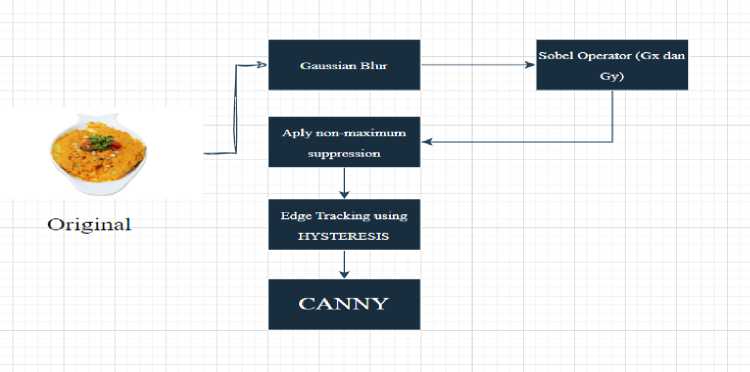 Gaussian Blur
Sobel Operator (Gx dan
Gy)
Aply non-maximum
suppression
Original
Edge Tracking using
HYSTERESIS
CANNY